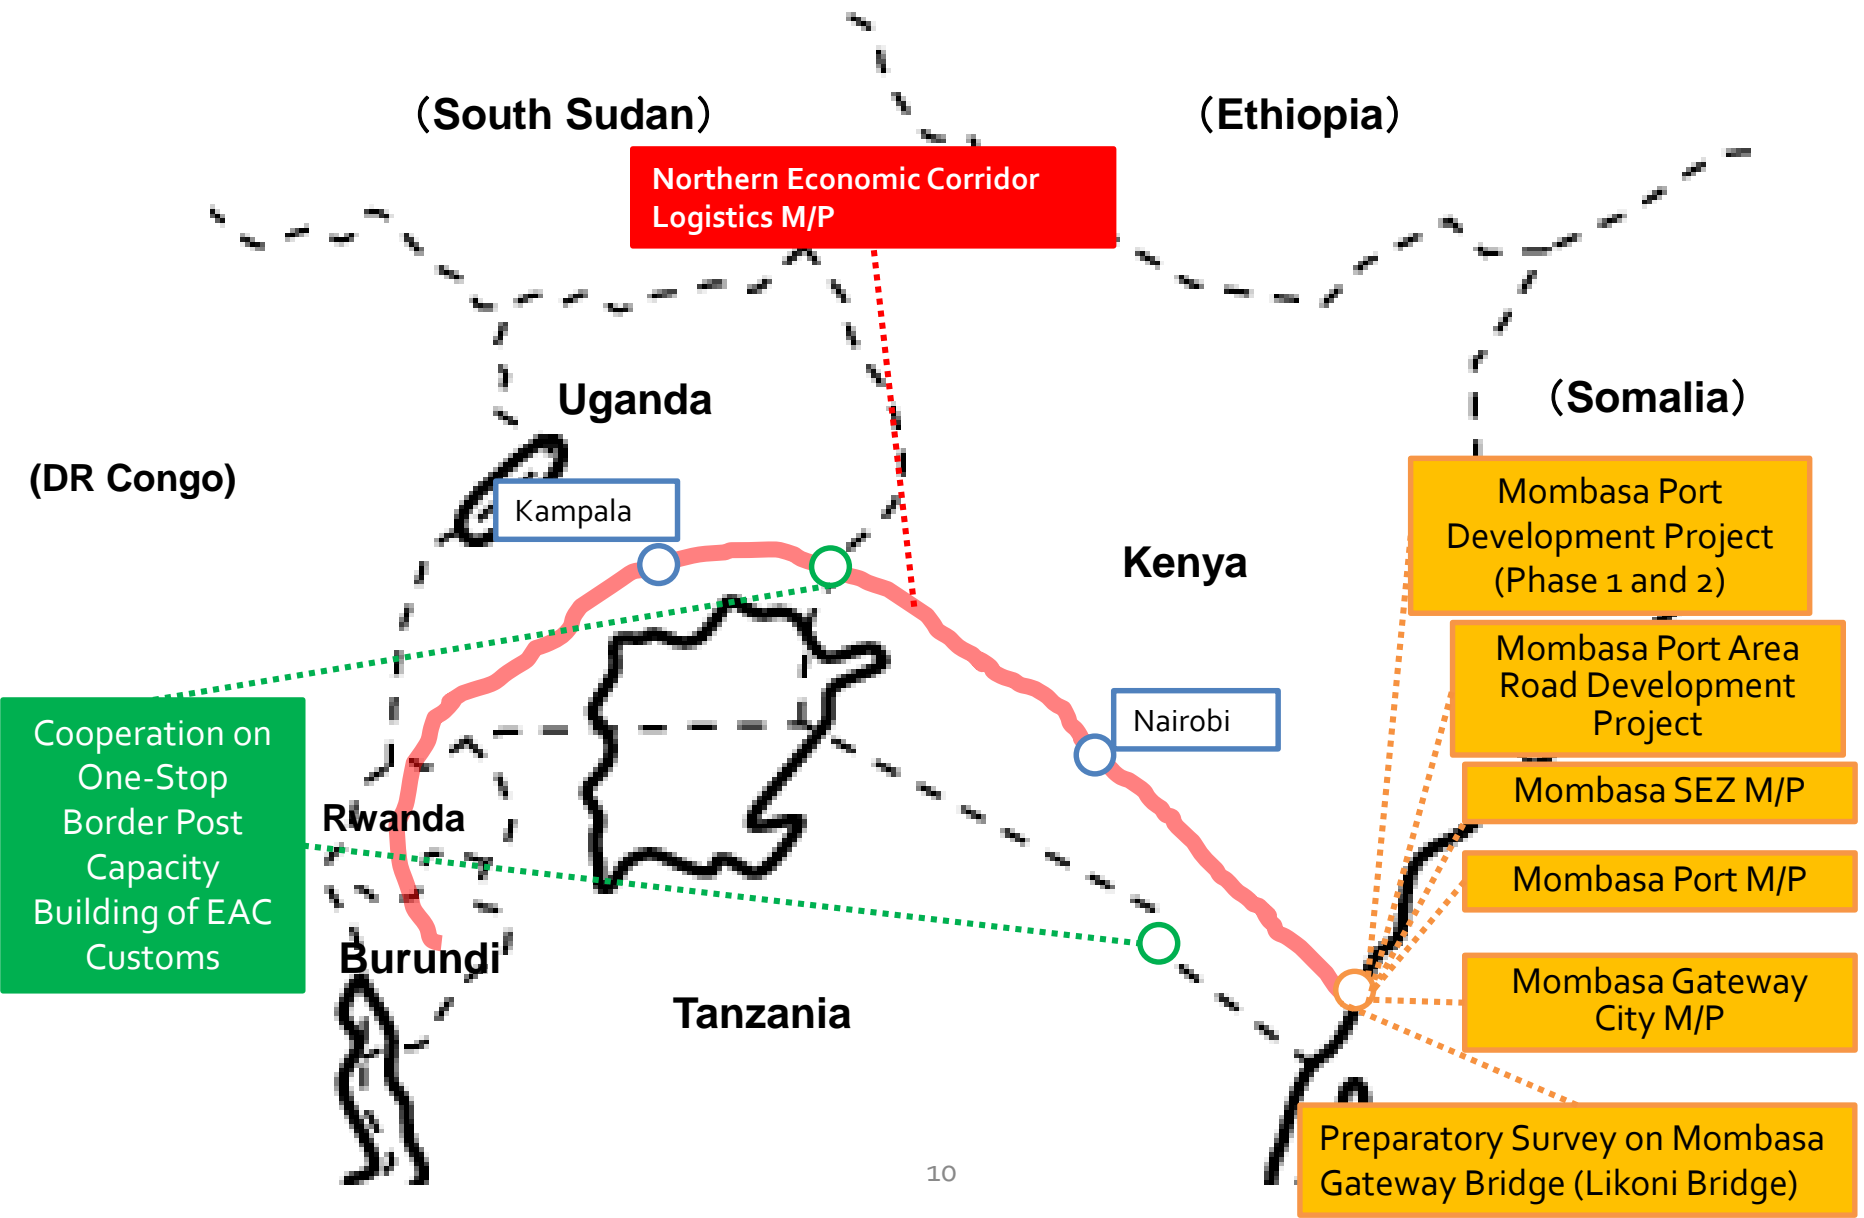 （South Sudan）
（Ethiopia）
Northern Economic Corridor
Logistics M/P
Uganda
（Somalia）
(DR Congo)
Kampala
Kenya
Mombasa Port
Development Project
(Phase 1 and 2)
Mombasa Port Area
Road Development
Project
Nairobi
Cooperation on
One-Stop
Border Post
Capacity
Building of EAC
Customs
Mombasa SEZ M/P
Rwanda
Mombasa Port M/P
Burundi
Tanzania
Mombasa Gateway
City M/P
Preparatory Survey on Mombasa
Gateway Bridge (Likoni Bridge)
10